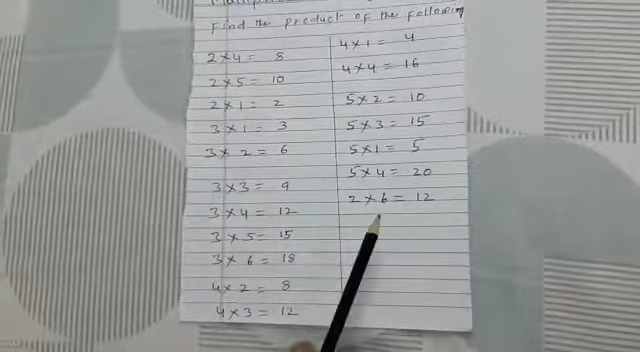 Find the product of the following
2 × 4 = 8
2 × 5 = 10
2 × 1 = 2
3 × 1 = 3
3 × 2 = 6
3 × 3 = 9
3 × 4 = 12
3 × 5 = 15
3 × 6 = 18
4 × 2 = 8
4 × 3 = 12
4 × 1 = 4
4 × 4 = 16
5 × 2 = 10
5 × 3 = 15
5 × 1 = 5
5 × 4 = 20
2 × 6 = 12